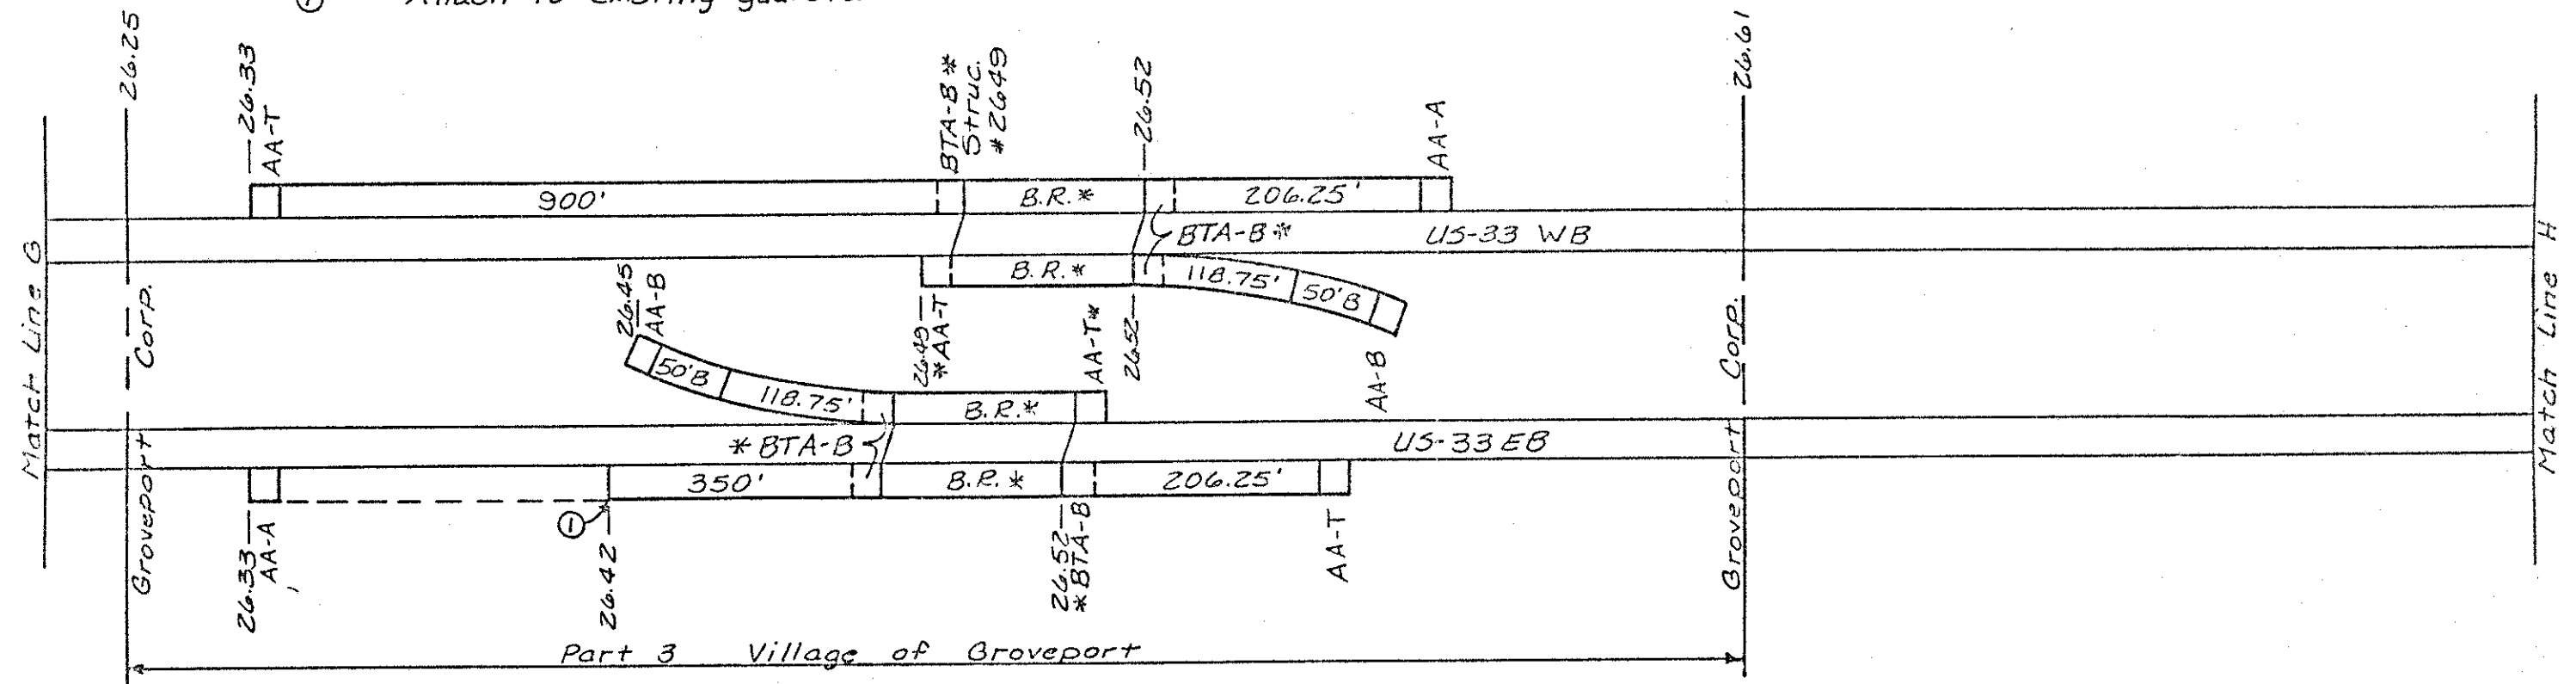 ⊖ Attach to existing
26.25
26.33
AA-T
BTA-B *
Struc.
*2649
26.52
AA-A
26.61
900'
B.R.*
206.25'
BTA-B*
US-33 WB
Match Line G
Corp.
26.45
AA-B
B.R.*
118.75'
50'B
26.49
*AA-T
AA-T*
26.52
AA-B
Corp.
Match Line H
50'B
118.75'
B.R.*
*BTA-B
US-33 EB
350'
B.R.*
206.25'
⊖
Groveport
26.33
AA-A
26.42
26.52
*BTA-B
AA-T
Groveport
Part 3 Village of Groveport